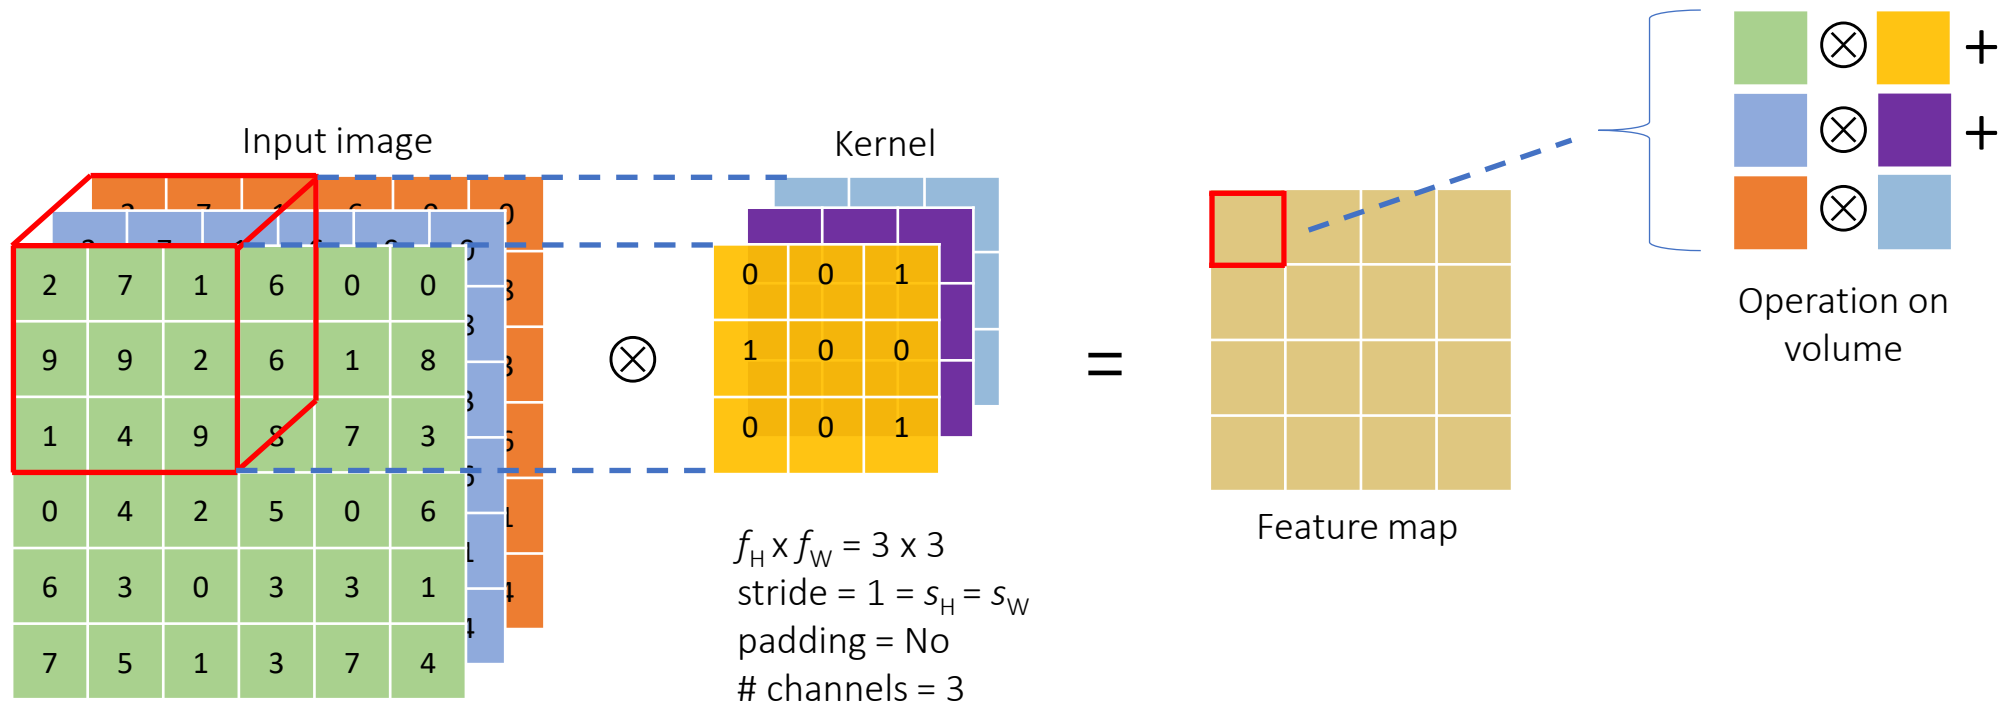 Input image
Kernel
2 7 1 6 0 0
9 9 2 6 1 8
1 4 9 8 7 3
0 4 2 5 0 6
6 3 0 3 3 1
7 5 1 3 7 4
⊗
0 0 1
1 0 0
0 0 1
fH x fW = 3 x 3
stride = 1 = sH = sW
padding = No
# channels = 3
=
Feature map
⊗ +
⊗ +
⊗
Operation on
volume